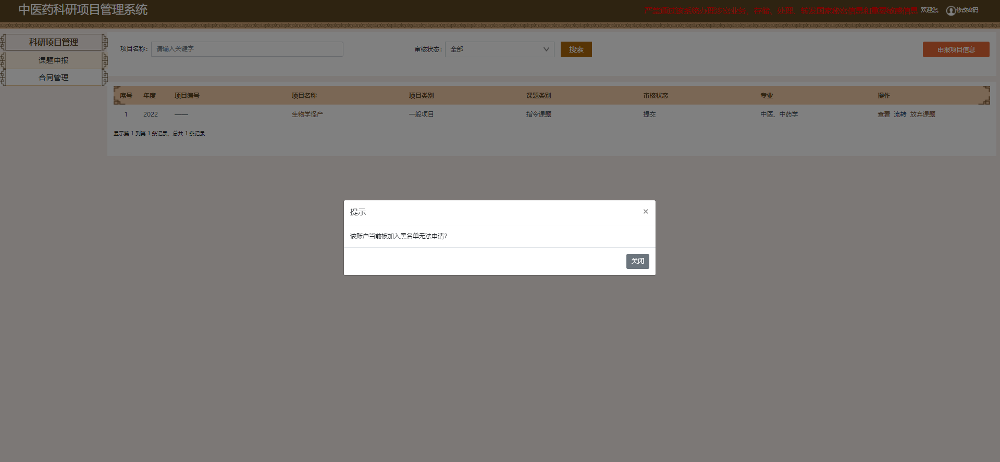 中医药科研项目管理系统
严禁通过该系统办理涉密业务，存储、处理、转发国家秘密信息和重要敏感信息
欢迎您,
修改密码
科研项目管理
课题申报
合同管理
项目名称： 请输入关键字 审核状态： 全部 搜索 申报项目信息
序号 年度 项目编号 项目名称 项目类别 课题类别 审核状态 专业 操作
1 2022 —— 生物学怪产 一般项目 指令课题 提交 中医、中药学 查看 流转 放弃课题
显示第 1 到第 1 条记录，总共 1 条记录
提示 ×
该账户当前被加入黑名单无法申请?
关闭